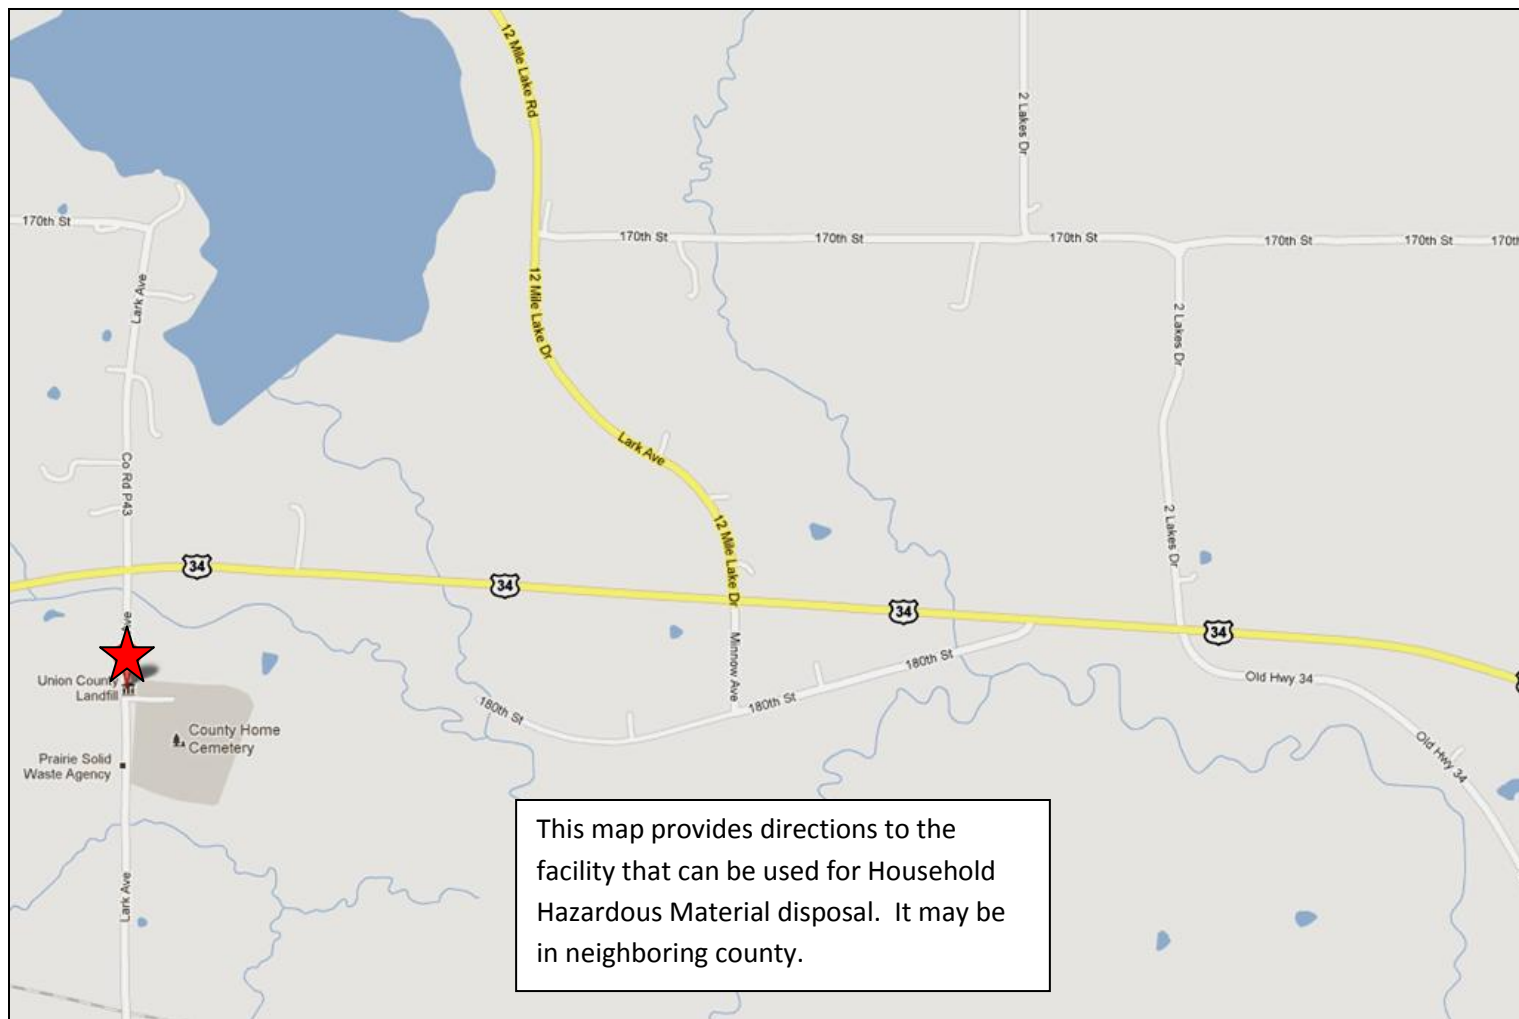 12 Mile Lake Rd
2 Lakes Dr
170th St
170th St
170th St
170th St
170th St
170th St
170th
Lark Ave
12 Mile Lake Dr
2 Lakes Dr
Lark Ave
Co Rd P43
12 Mile Lake Dr
2 Lakes Dr
34
34
34
34
Ave
Minnow Ave
180th St
180th St
180th St
Old Hwy 34
Old Hwy 34
Union County
Landfill
County Home
Cemetery
Prairie Solid
Waste Agency
Lark Ave
This map provides directions to the
facility that can be used for Household
Hazardous Material disposal.  It may be
in neighboring county.